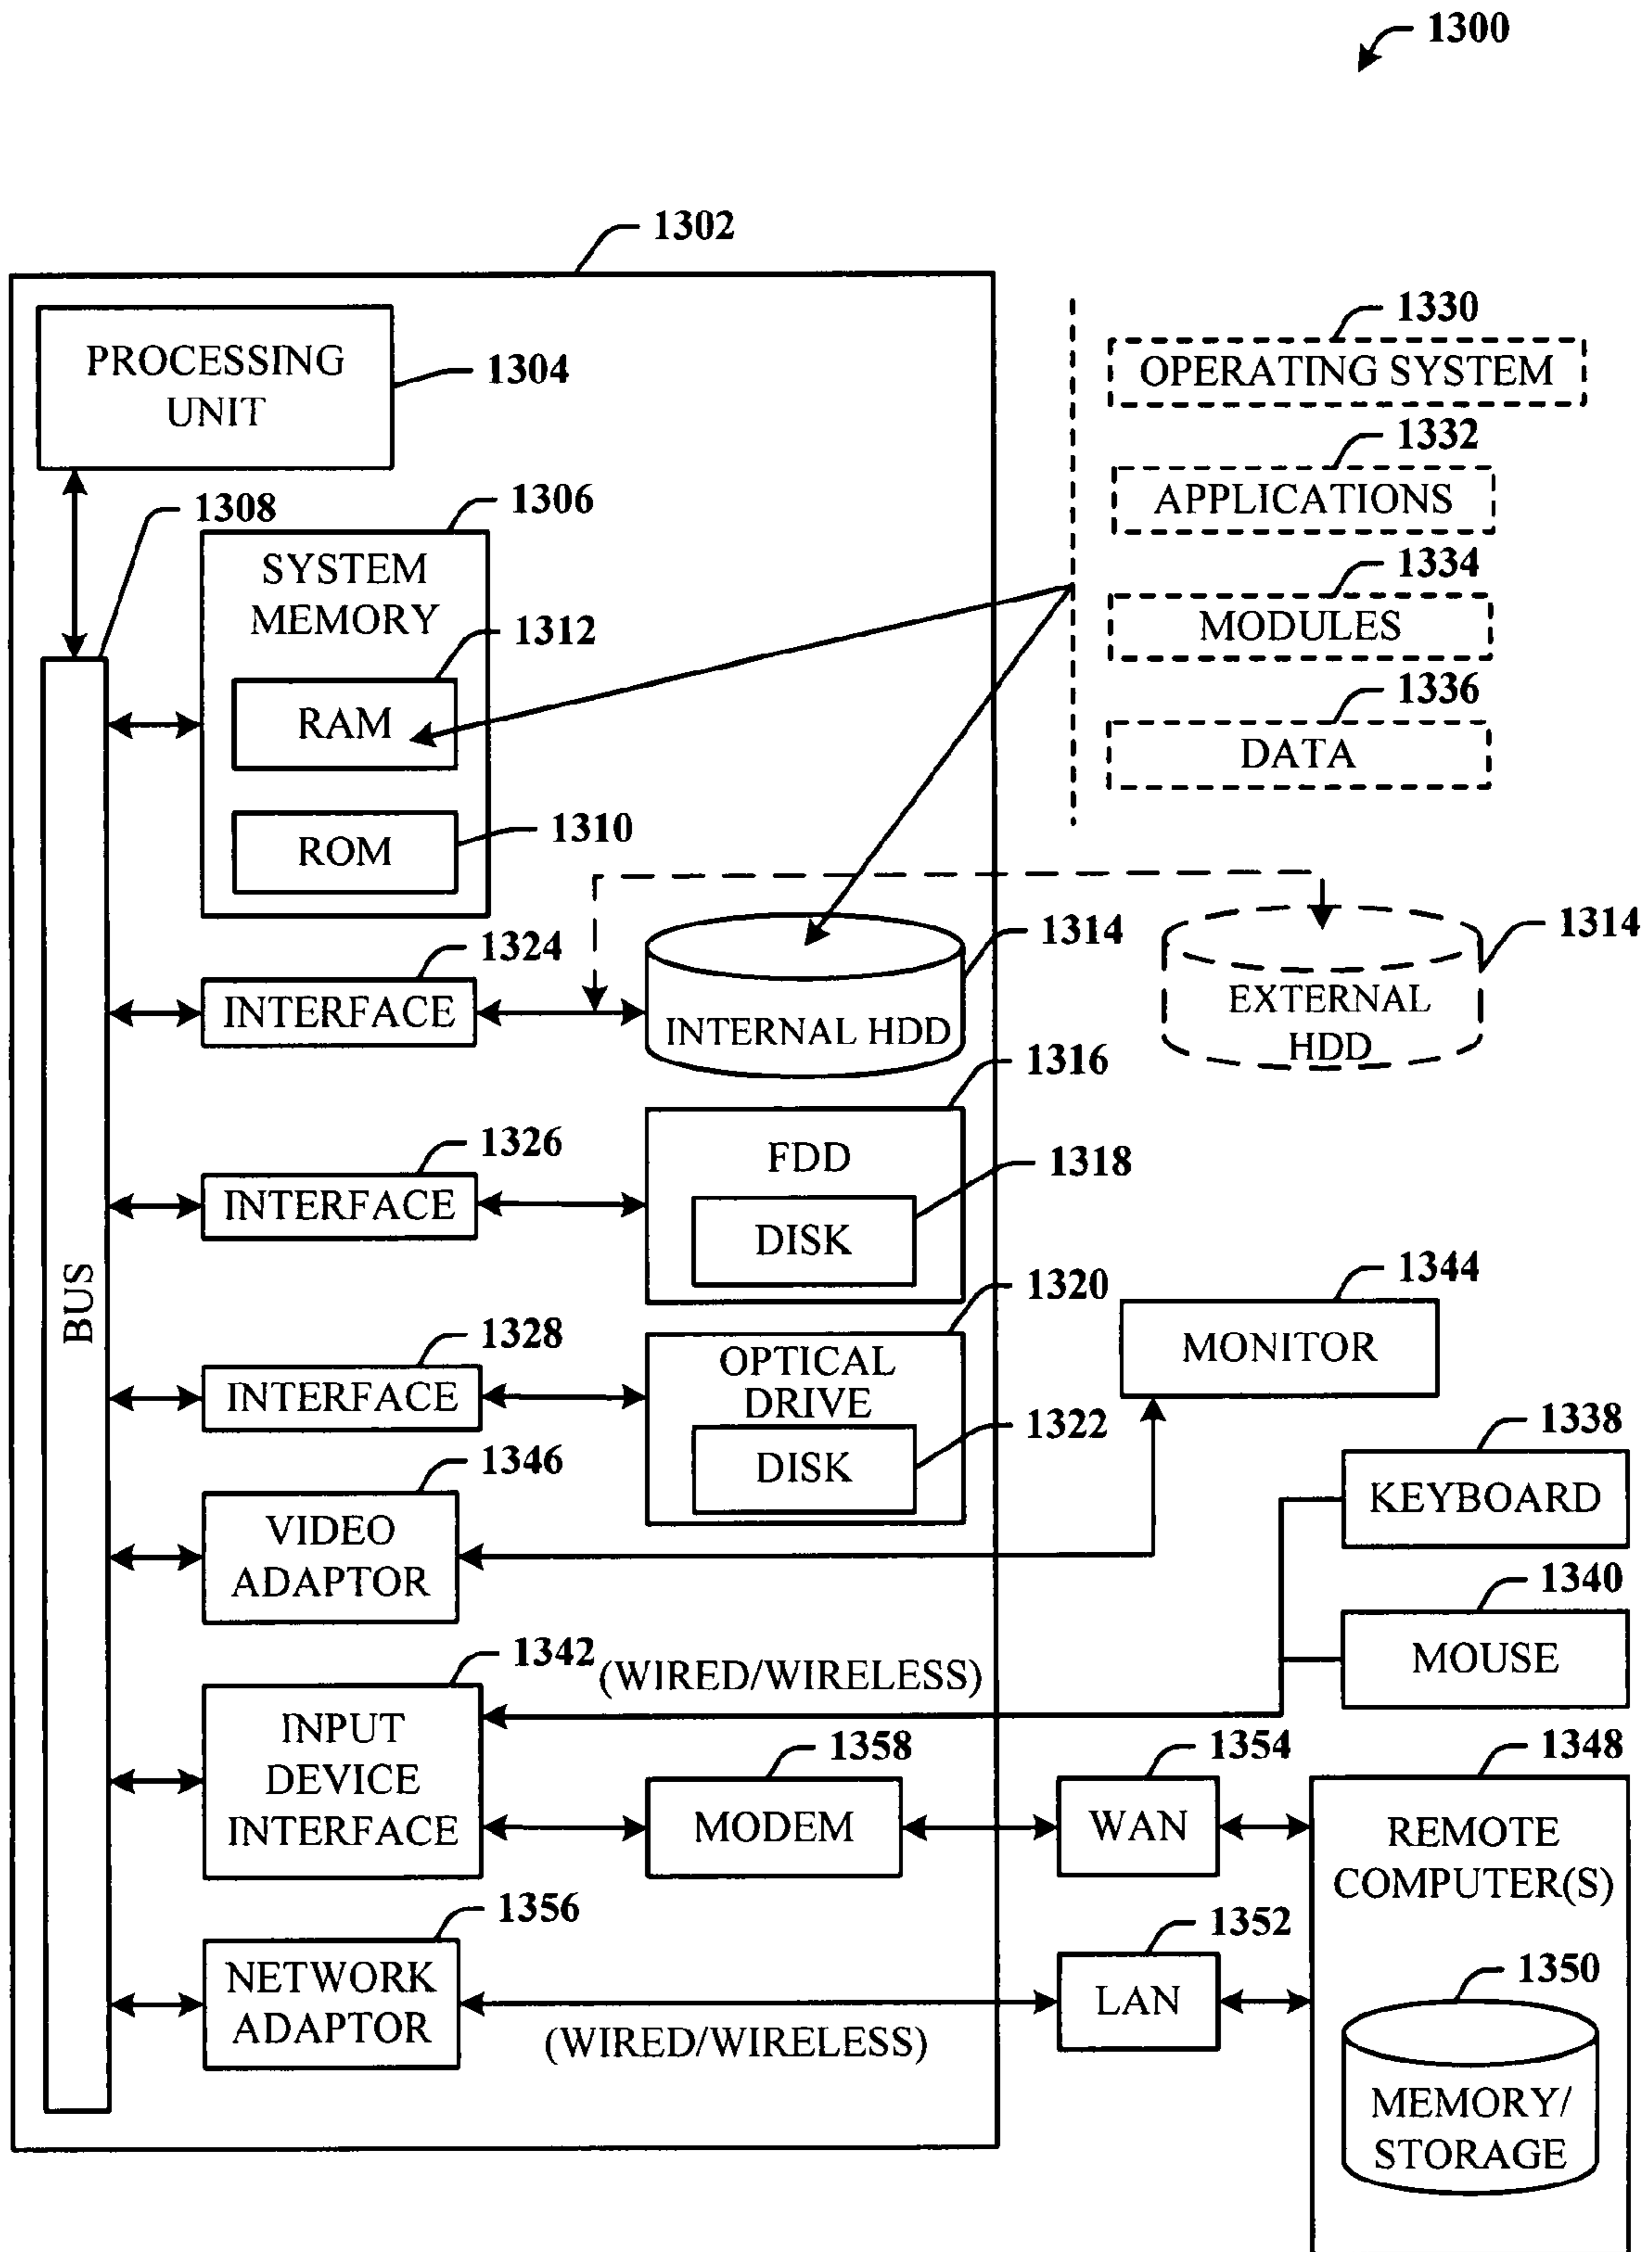 1300
1302
PROCESSING
UNIT
1304
1308
1306
SYSTEM
MEMORY
1312
RAM
ROM
1310
1330
OPERATING SYSTEM
1332
APPLICATIONS
1334
MODULES
1336
DATA
BUS
1324
INTERFACE
INTERNAL HDD
1314
EXTERNAL
HDD
1314
1326
INTERFACE
1316
FDD
1318
DISK
1328
INTERFACE
1320
OPTICAL
DRIVE
1322
DISK
1344
MONITOR
1346
VIDEO
ADAPTOR
1338
KEYBOARD
1340
MOUSE
1342
(WIRED/WIRELESS)
INPUT
DEVICE
INTERFACE
1358
MODEM
1354
WAN
1348
REMOTE
COMPUTER(S)
1356
NETWORK
ADAPTOR
(WIRED/WIRELESS)
1352
LAN
1350
MEMORY/
STORAGE